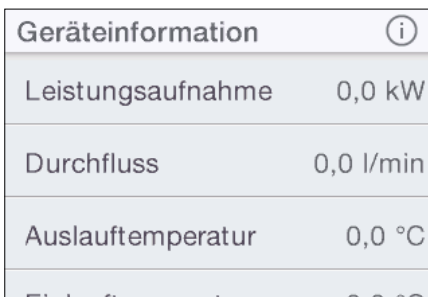 Geräteinformation
Leistungsaufnahme 0,0 kW
Durchfluss 0,0 l/min
Auslauftemperatur 0,0 °C